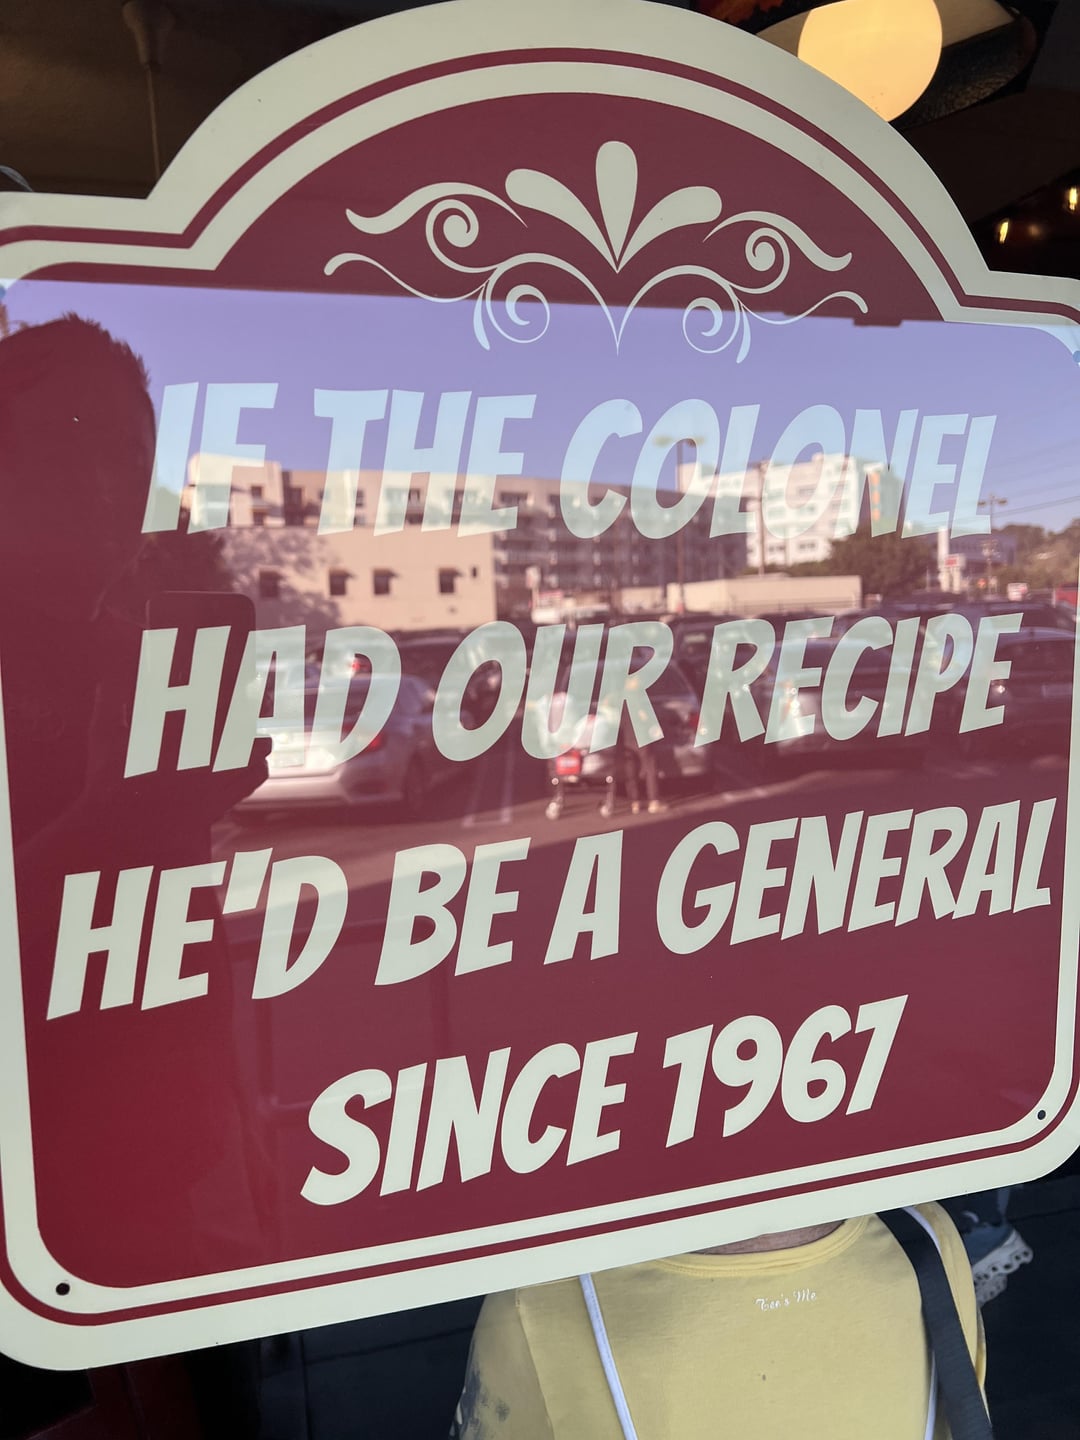 IF THE COLONEL
HAD OUR RECIPE
HE'D BE A GENERAL
SINCE 1967